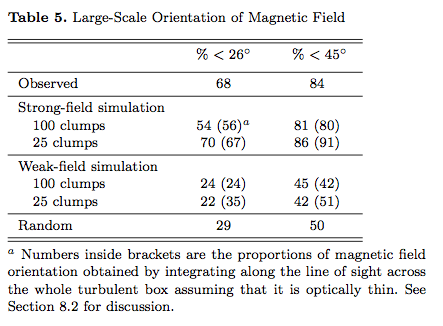 Table 5. Large-Scale Orientation of Magnetic Field
% < 26° % < 45°
Observed 68 84
Strong-field simulation
100 clumps 54 (56)ᵃ 81 (80)
25 clumps 70 (67) 86 (91)
Weak-field simulation
100 clumps 24 (24) 45 (42)
25 clumps 22 (35) 42 (51)
Random 29 50
ᵃ Numbers inside brackets are the proportions of magnetic field
orientation obtained by integrating along the line of sight across
the whole turbulent box assuming that it is optically thin. See
Section 8.2 for discussion.